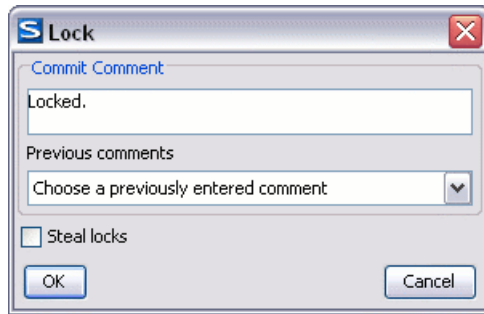 S Lock
Commit Comment
Locked.
Previous comments
Choose a previously entered comment
Steal locks
OK
Cancel